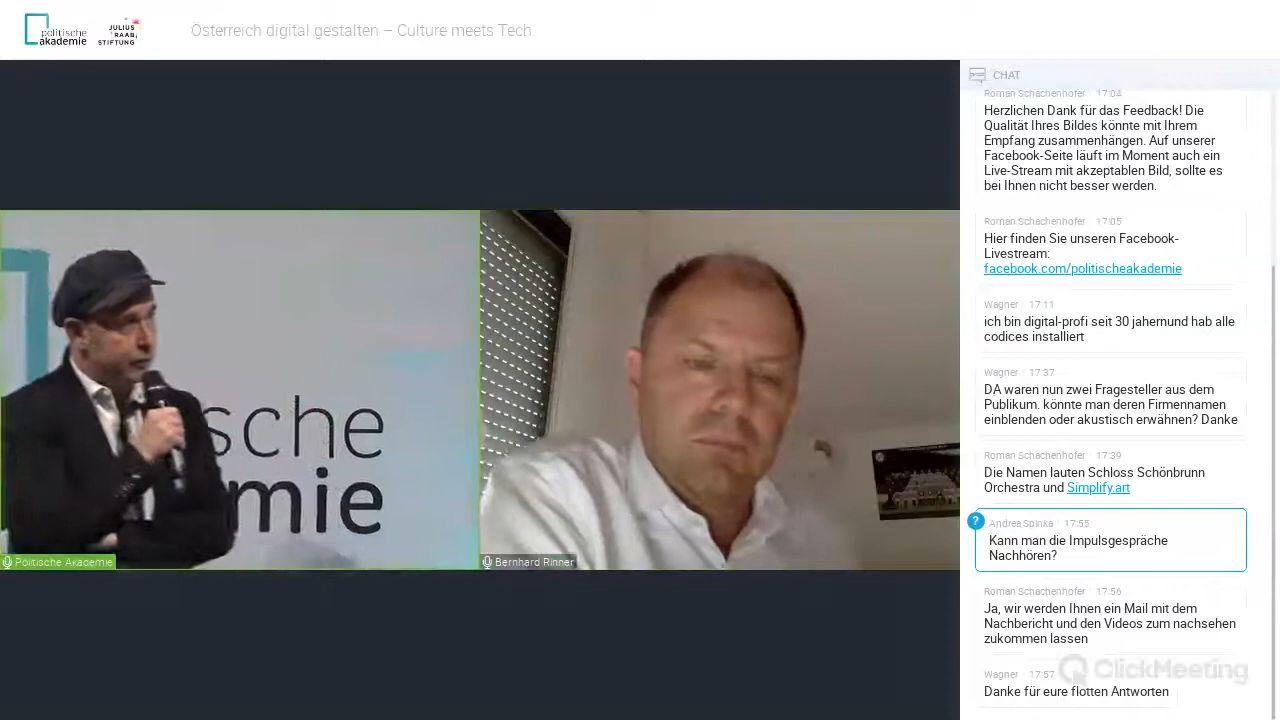 politische
akademie
JULIUS
RAAB
STIFTUNG
Österreich digital gestalten – Culture meets Tech.
CHAT
Roman Schachenhofer 17:04
Herzlichen Dank für das Feedback! Die
Qualität Ihres Bildes könnte mit Ihrem
Empfang zusammenhängen. Auf unserer
Facebook-Seite läuft im Moment auch ein
Live-Stream mit akzeptablen Bild, sollte es
bei Ihnen nicht besser werden.
Roman Schachenhofer 17:05
Hier finden Sie unseren Facebook-
Livestream:
facebook.com/politischeakademie
Wagner 17:11
ich bin digital-profi seit 30 jahernund hab alle
codices installiert
Wagner 17:37
DA waren nun zwei Fragesteller aus dem
Publikum. könnte man deren Firmennamen
einblenden oder akustisch erwähnen? Danke
Roman Schachenhofer 17:39
Die Namen lauten Schloss Schönbrunn
Orchestra und Simplify.art
?
Andrea Spinka 17:55
Kann man die Impulsgespräche
Nachhören?
Roman Schachenhofer 17:56
Ja, wir werden Ihnen ein Mail mit dem
Nachbericht und den Videos zum nachsehen
zukommen lassen
Wagner 17:57
Danke für eure flotten Antworten
ClickMeeting
sche
mie
Politische Akademie
Bernhard Rinner